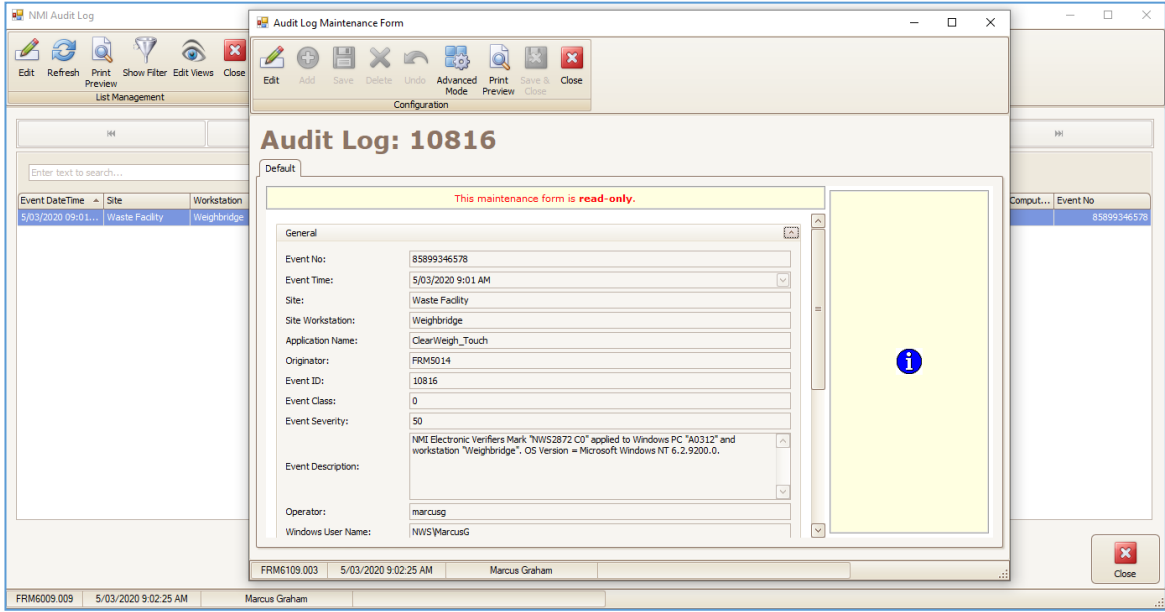 NMI Audit Log
Edit
Refresh
Print Preview
Show Filter
Edit Views
Close
List Management
Enter text to search...
Event DateTime
Site
Workstation
Comput...
Event No
5/03/2020 09:01...
Waste Facility
Weighbridge
85899346578
Close
FRM6009.009
5/03/2020 9:02:25 AM
Marcus Graham
Audit Log Maintenance Form
Edit
Add
Save
Delete
Undo
Advanced Mode
Print Preview
Save & Close
Close
Configuration
Audit Log: 10816
Default
This maintenance form is read-only.
General
Event No: 85899346578
Event Time: 5/03/2020 9:01 AM
Site: Waste Facility
Site Workstation: Weighbridge
Application Name: ClearWeigh_Touch
Originator: FRM5014
Event ID: 10816
Event Class: 0
Event Severity: 50
Event Description:
NMI Electronic Verifiers Mark "NWS2872 C0" applied to Windows PC "A0312" and
workstation "Weighbridge". OS Version = Microsoft Windows NT 6.2.9200.0.
Operator: marcusg
Windows User Name: NWS\MarcusG
i
FRM6109.003
5/03/2020 9:02:25 AM
Marcus Graham